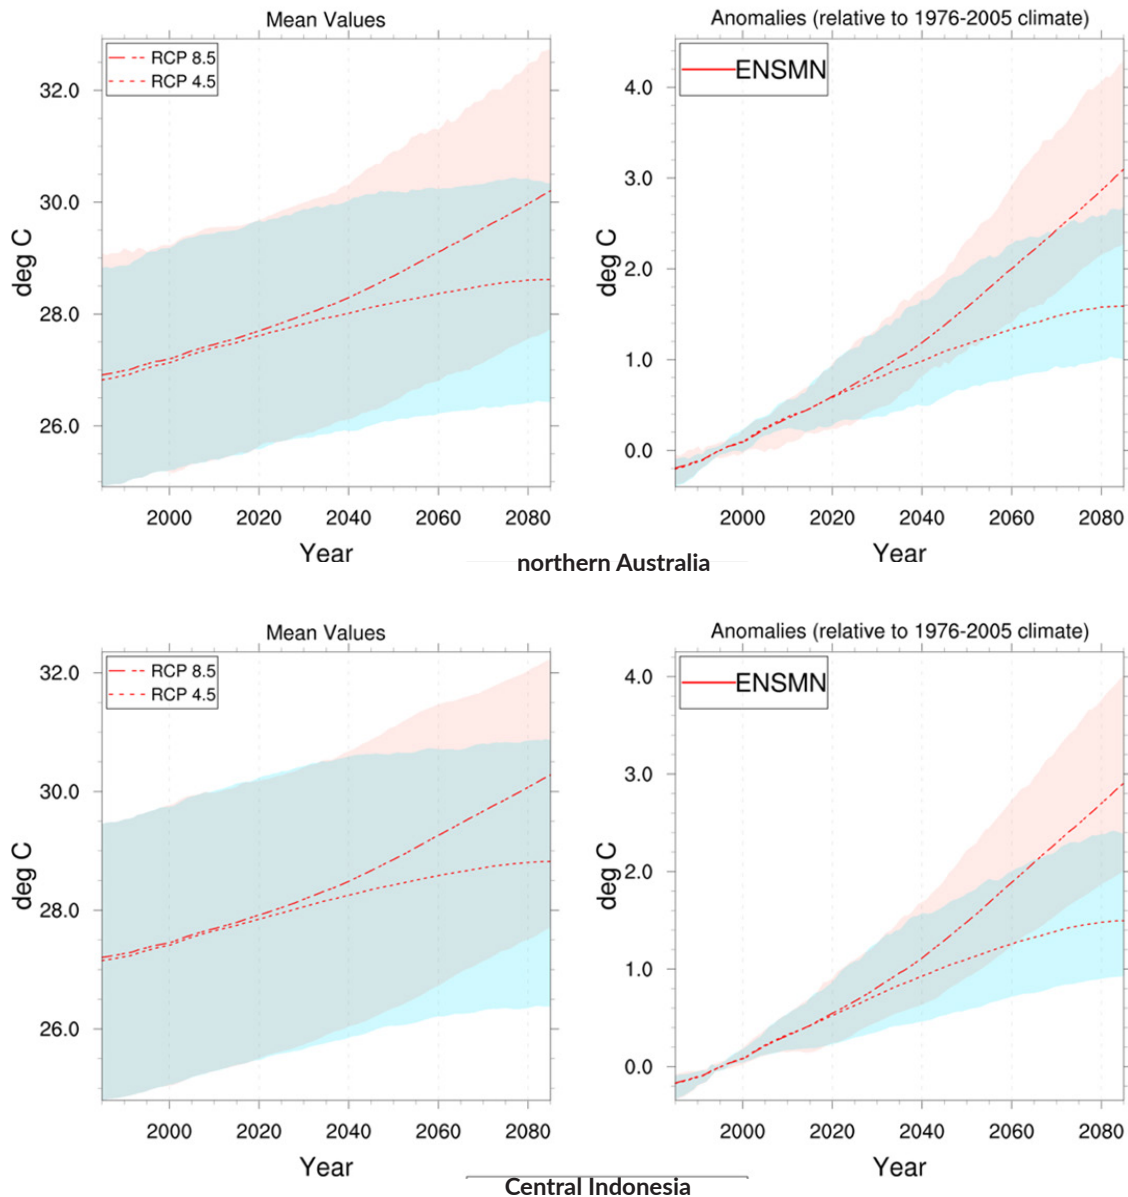 Mean Values
Anomalies (relative to 1976-2005 climate)
RCP 8.5
RCP 4.5
ENSMN
32.0
30.0
28.0
26.0
deg C
2000 2020 2040 2060 2080
Year
4.0
3.0
2.0
1.0
0.0
deg C
2000 2020 2040 2060 2080
Year
northern Australia
Mean Values
Anomalies (relative to 1976-2005 climate)
RCP 8.5
RCP 4.5
ENSMN
32.0
30.0
28.0
26.0
deg C
2000 2020 2040 2060 2080
Year
4.0
3.0
2.0
1.0
0.0
deg C
2000 2020 2040 2060 2080
Year
Central Indonesia